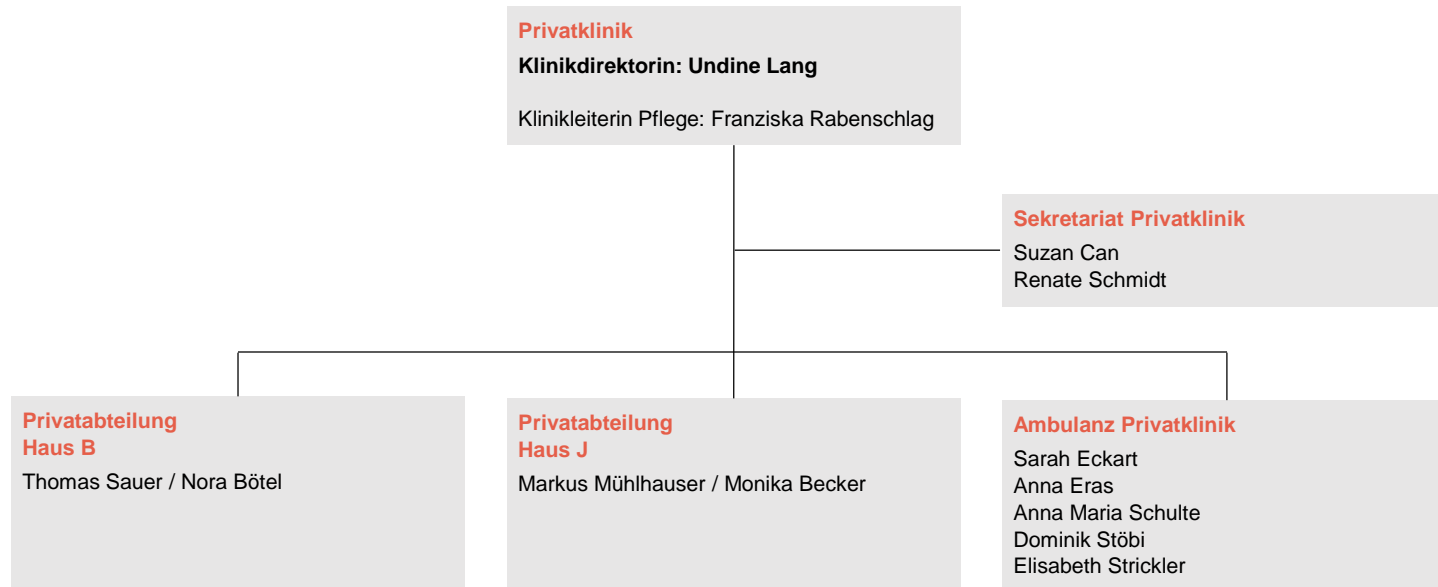 Privatklinik
Klinikdirektorin: Undine Lang
Klinikleiterin Pflege: Franziska Rabenschlag
Sekretariat Privatklinik
Suzan Can
Renate Schmidt
Privatabteilung
Haus B
Thomas Sauer / Nora Bötel
Privatabteilung
Haus J
Markus Mühlhauser / Monika Becker
Ambulanz Privatklinik
Sarah Eckart
Anna Eras
Anna Maria Schulte
Dominik Stöbi
Elisabeth Strickler